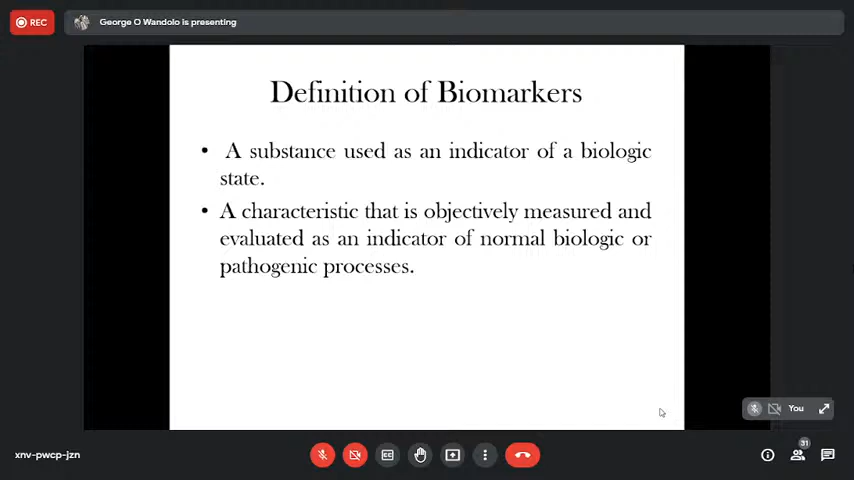 REC
George O Wandolo is presenting
Definition of Biomarkers
• A substance used as an indicator of a biologic
state.
• A characteristic that is objectively measured and
evaluated as an indicator of normal biologic or
pathogenic processes.
You
31
xnv-pwcp-jzn